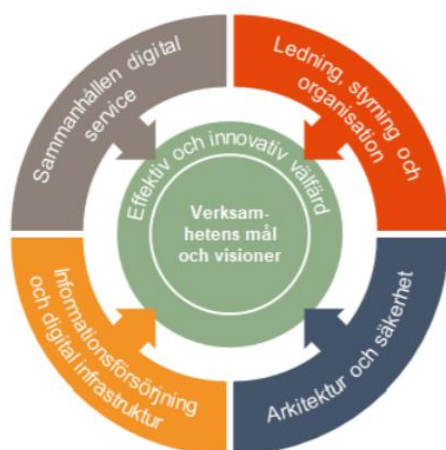 Sammanhållen digital
service
Ledning, styrning och
organisation
Effektiv och innovativ välfärd
Verksam-
hetens mål
och visioner
Informationsförsörjning
och digital infrastruktur
Arkitektur och säkerhet